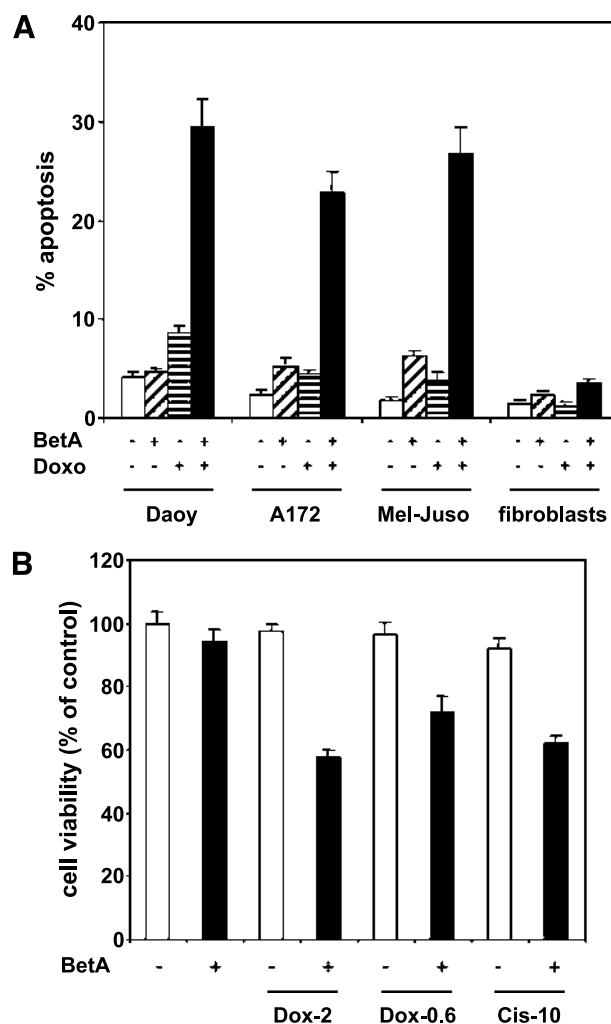 A
40
30
20
10
0
% apoptosis
BetA - + - + - + - + - + - + - + - +
Doxo - - + + - - + + - - + + - - + +
Daoy A172 Mel-Juso fibroblasts
B
120
100
80
60
40
20
0
cell viability (% of control)
BetA - + - + - + - +
Dox-2 Dox-0.6 Cis-10